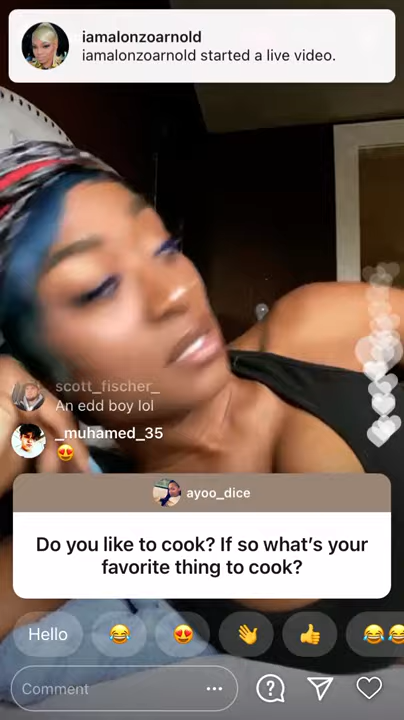 iamalonzoarnold
iamalonzoarnold started a live video.
scott_fischer_
An edd boy lol
_muhamed_35
😍
ayoo_dice
Do you like to cook? If so what's your
favorite thing to cook?
Hello 😂 😍 👋 👍 😂😂
Comment